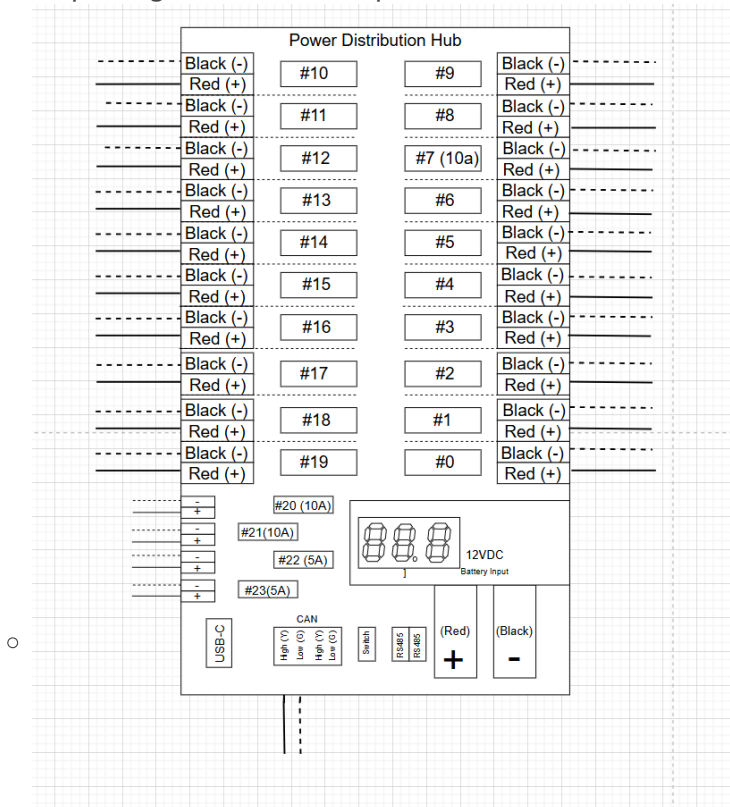 Power Distribution Hub
Black (-) #10 #9 Black (-)
Red (+) Red (+)
Black (-) #11 #8 Black (-)
Red (+) Red (+)
Black (-) #12 #7 (10a) Black (-)
Red (+) Red (+)
Black (-) #13 #6 Black (-)
Red (+) Red (+)
Black (-) #14 #5 Black (-)
Red (+) Red (+)
Black (-) #15 #4 Black (-)
Red (+) Red (+)
Black (-) #16 #3 Black (-)
Red (+) Red (+)
Black (-) #17 #2 Black (-)
Red (+) Red (+)
Black (-) #18 #1 Black (-)
Red (+) Red (+)
Black (-) #19 #0 Black (-)
Red (+) Red (+)
- #20 (10A)
+
- #21(10A)
+
- #22 (5A)
+
- #23(5A)
+
88.8
]
12VDC
Battery Input
USB-C
CAN
High (Y)
Low (G)
High (Y)
Low (G)
Switch
RS485
RS485
(Red)
+
(Black)
-